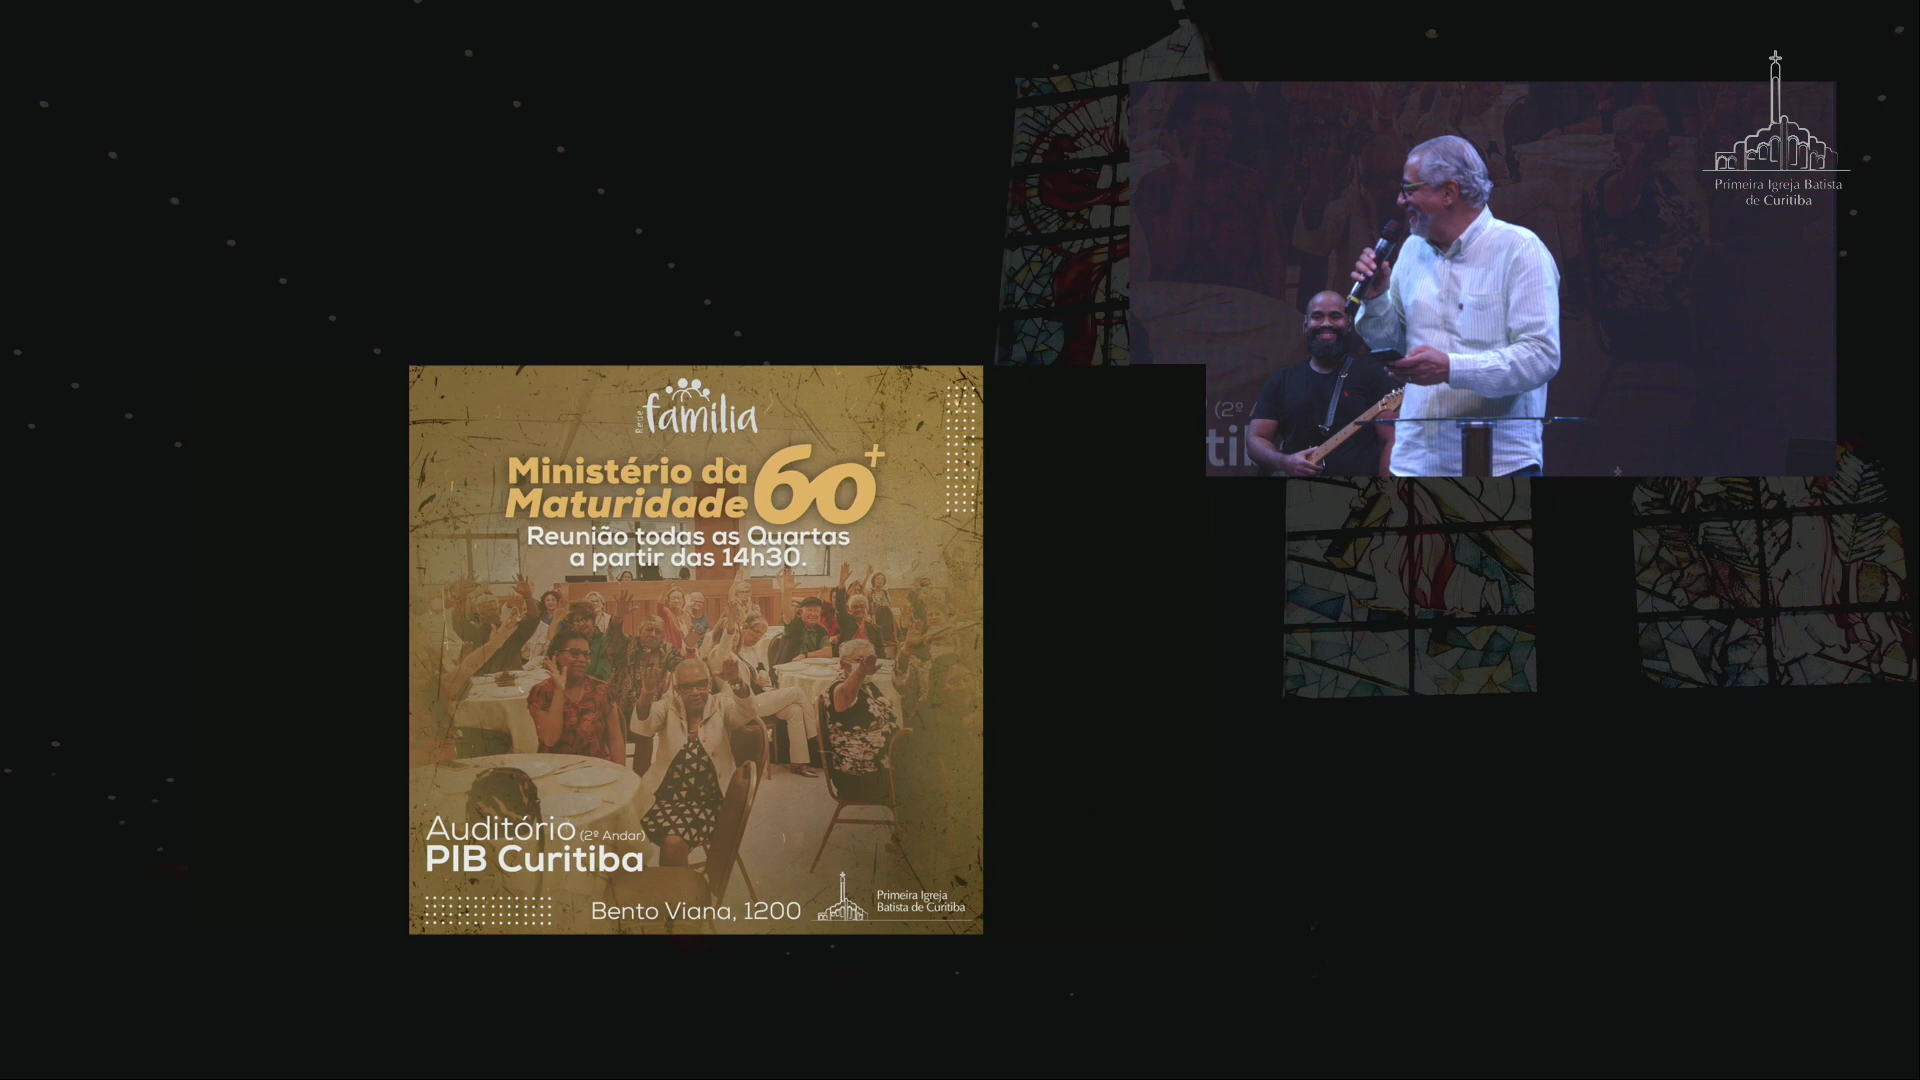 Rede
família
Ministério da
Maturidade 60+
Reunião todas as Quartas
a partir das 14h30.
Auditório (2º Andar)
PIB Curitiba
Bento Viana, 1200
Primeira Igreja
Batista de Curitiba
Primeira Igreja Batista
de Curitiba
(2º